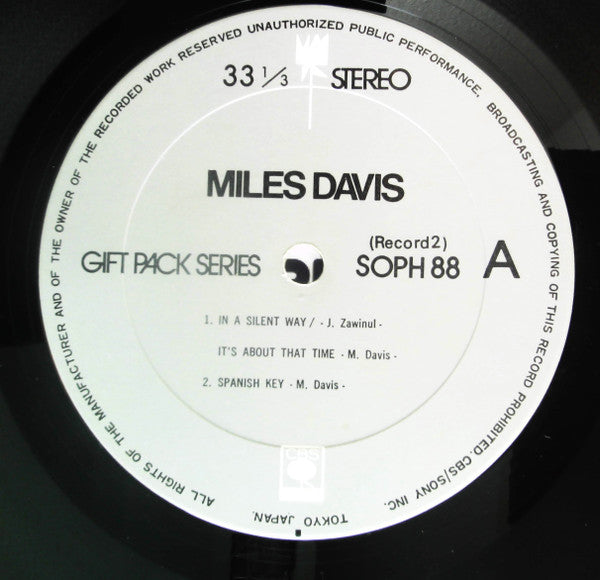 33 1/3 STEREO
MILES DAVIS
GIFT PACK SERIES
(Record2)
SOPH 88 A
1. IN A SILENT WAY / - J. Zawinul -
IT'S ABOUT THAT TIME - M. Davis -
2. SPANISH KEY - M. Davis -
CBS
ALL RIGHTS OF THE MANUFACTURER AND OF THE OWNER OF THE RECORDED WORK RESERVED UNAUTHORIZED PUBLIC PERFORMANCE, BROADCASTING AND COPYING OF THIS RECORD PROHIBITED. CBS/SONY INC.
TOKYO JAPAN.